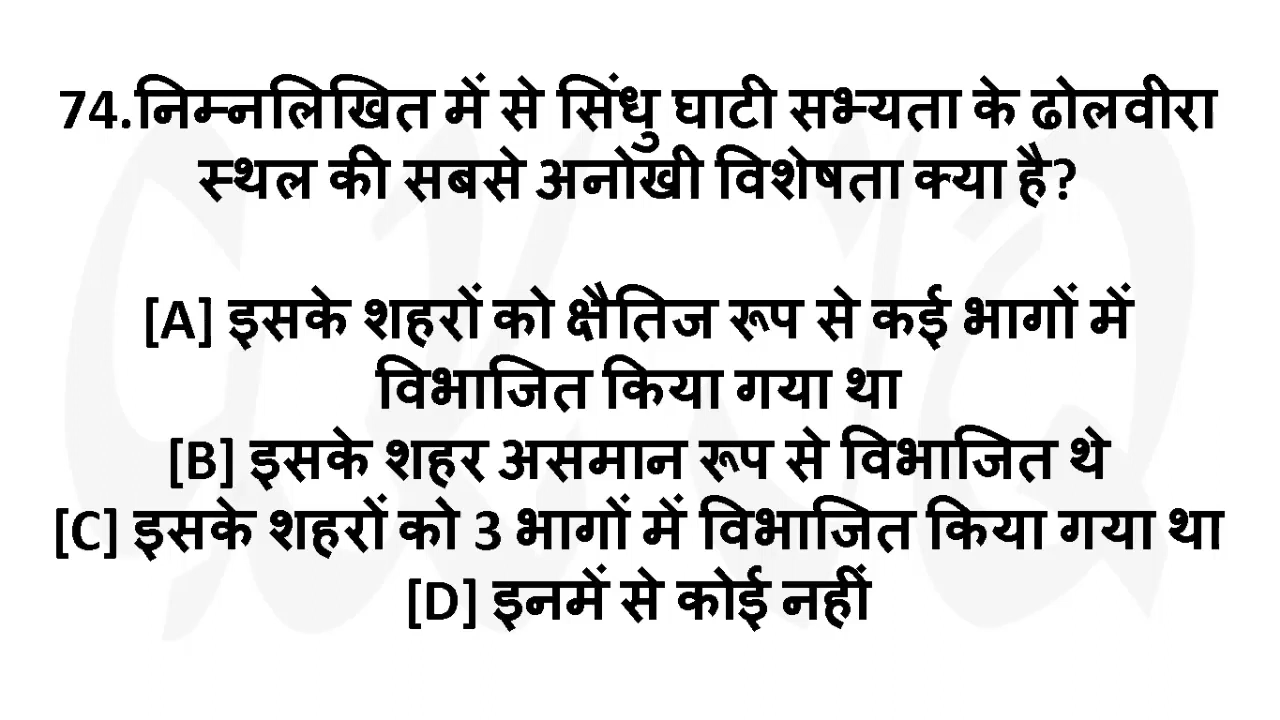 74.निम्नलिखित में से सिंधु घाटी सभ्यता के ढोलवीरा
स्थल की सबसे अनोखी विशेषता क्या है?
[A] इसके शहरों को क्षैतिज रूप से कई भागों में
विभाजित किया गया था
[B] इसके शहर असमान रूप से विभाजित थे
[C] इसके शहरों को 3 भागों में विभाजित किया गया था
[D] इनमें से कोई नहीं